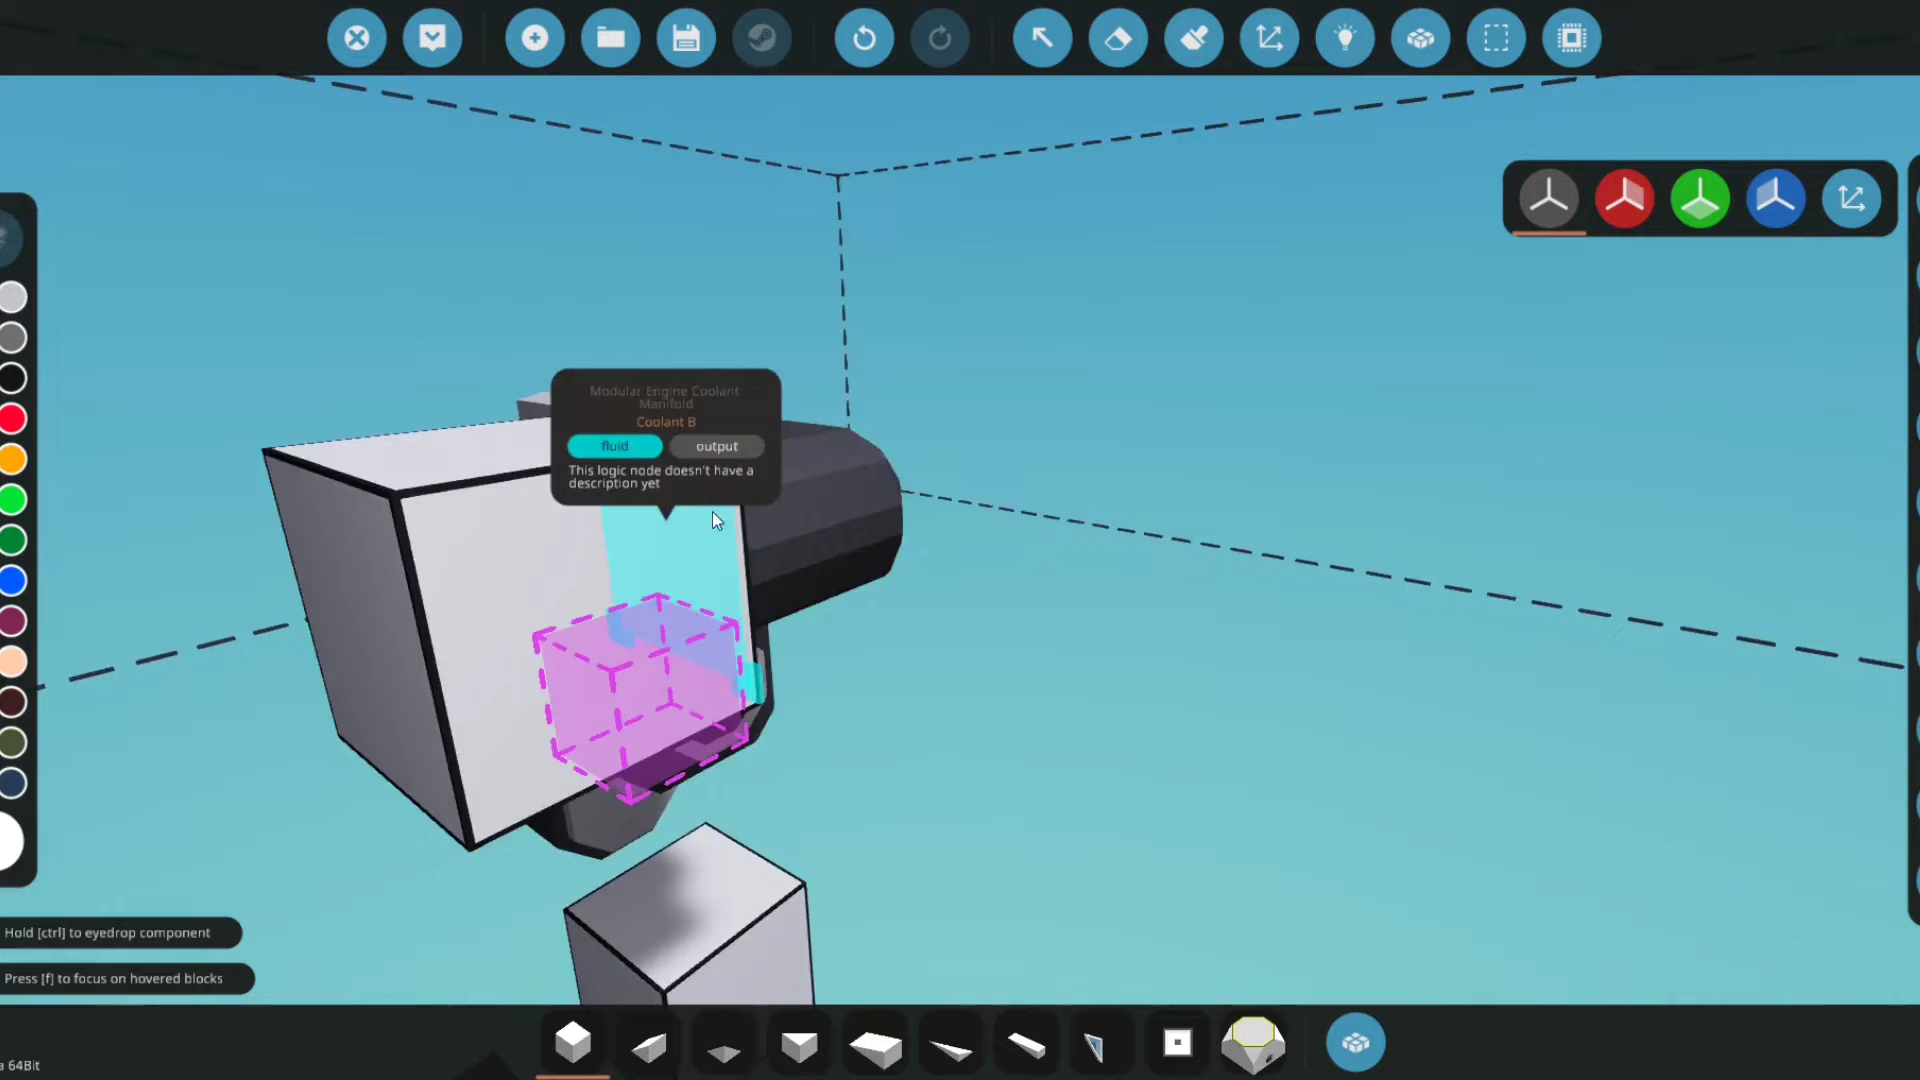 Modular Engine Coolant
Manifold
Coolant B
fluid output
This logic node doesn't have a
description yet
Hold [ctrl] to eyedrop component
Press [f] to focus on hovered blocks
a 64Bit